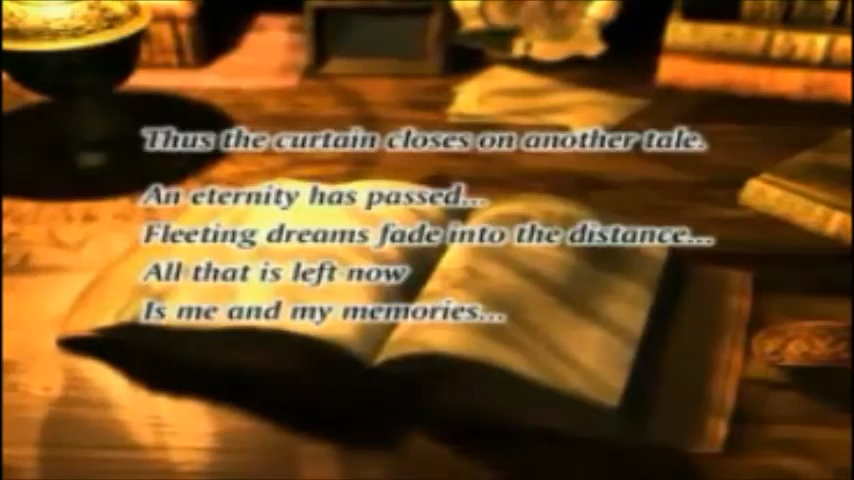 Thus the curtain closes on another tale.
An eternity has passed...
Fleeting dreams fade into the distance...
All that is left now
Is me and my memories...